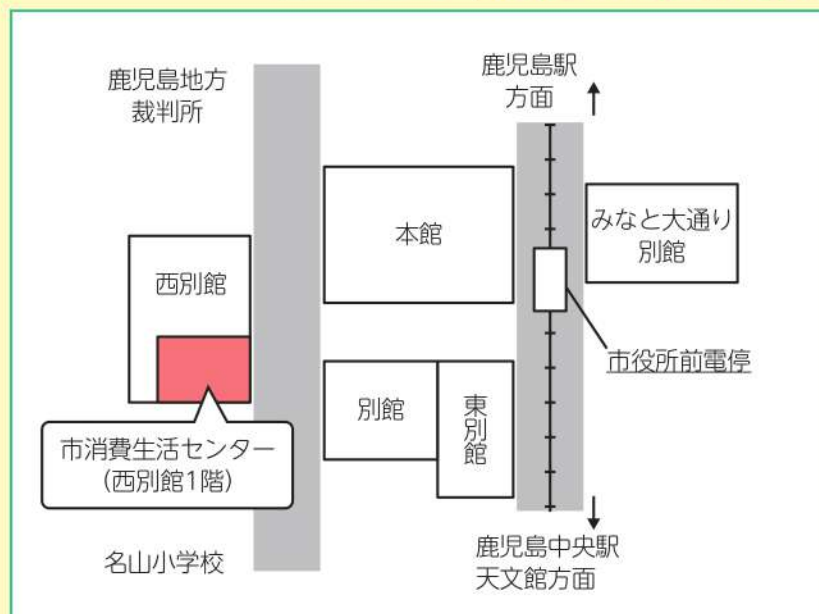 鹿児島地方
裁判所
鹿児島駅
方面
本館
みなと大通り
別館
西別館
市役所前電停
別館
東別館
市消費生活センター
(西別館1階)
名山小学校
鹿児島中央駅
天文館方面